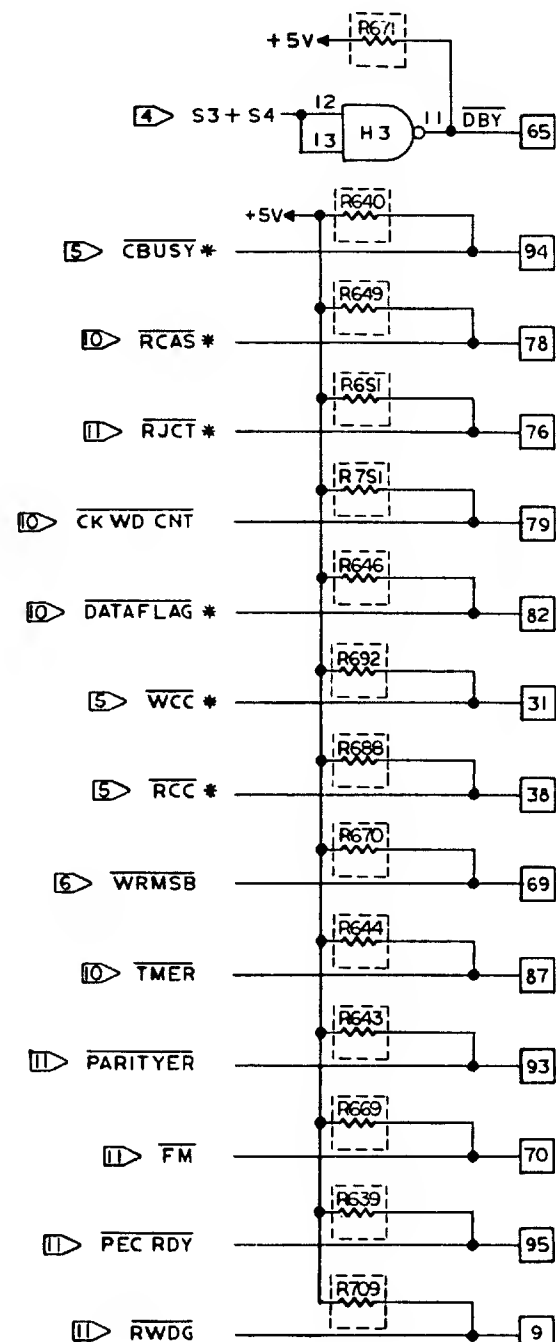 R671
+5V
4 S3+S4 12 13 H3 11 DBY 65
+5V R640
5 CBUSY* 94
R649
10 RCAS* 78
R651
11 RJCT* 76
R751
10 CK WD CNT 79
R646
10 DATAFLAG* 82
R692
5 WCC* 31
R688
5 RCC* 38
R670
6 WRMSB 69
R644
10 TMER 87
R643
11 PARITYER 93
R669
11 FM 70
R639
11 PEC RDY 95
R709
11 RWDG 9